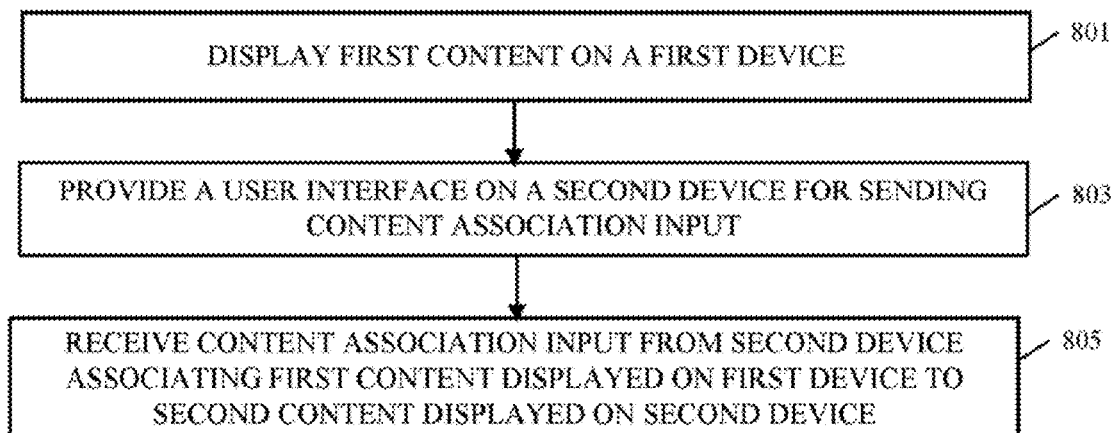 DISPLAY FIRST CONTENT ON A FIRST DEVICE
801
PROVIDE A USER INTERFACE ON A SECOND DEVICE FOR SENDING
CONTENT ASSOCIATION INPUT
803
RECEIVE CONTENT ASSOCIATION INPUT FROM SECOND DEVICE
ASSOCIATING FIRST CONTENT DISPLAYED ON FIRST DEVICE TO
SECOND CONTENT DISPLAYED ON SECOND DEVICE
805